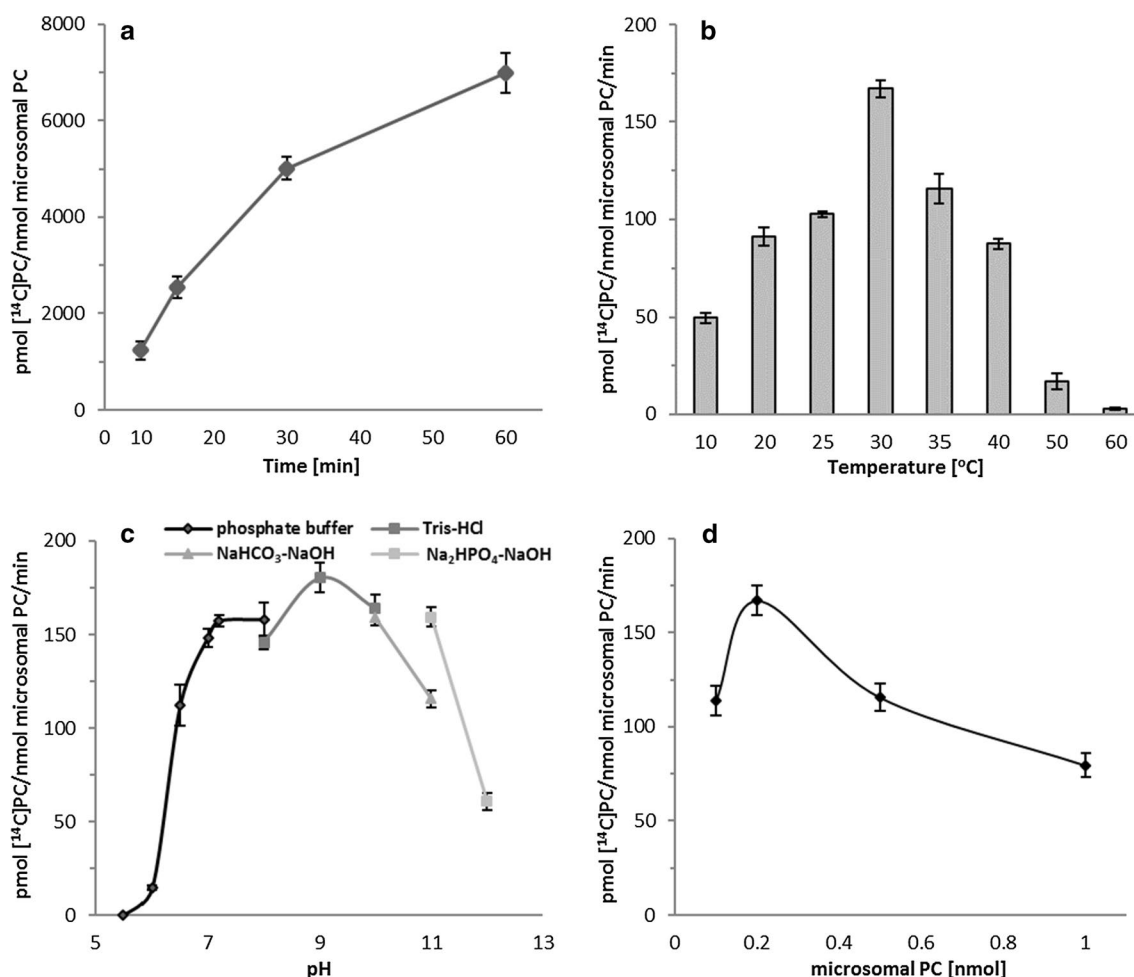 a
pmol [¹⁴C]PC/nmol microsomal PC
8000
6000
4000
2000
0
0 10 20 30 40 50 60
Time [min]
b
pmol [¹⁴C]PC/nmol microsomal PC/min
200
150
100
50
0
10 20 25 30 35 40 50 60
Temperature [°C]
c
phosphate buffer
Tris-HCl
NaHCO₃-NaOH
Na₂HPO₄-NaOH
pmol [¹⁴C]PC/nmol microsomal PC/min
200
150
100
50
0
5 7 9 11 13
pH
d
pmol [¹⁴C]PC/nmol microsomal PC/min
200
150
100
50
0
0 0.2 0.4 0.6 0.8 1
microsomal PC [nmol]